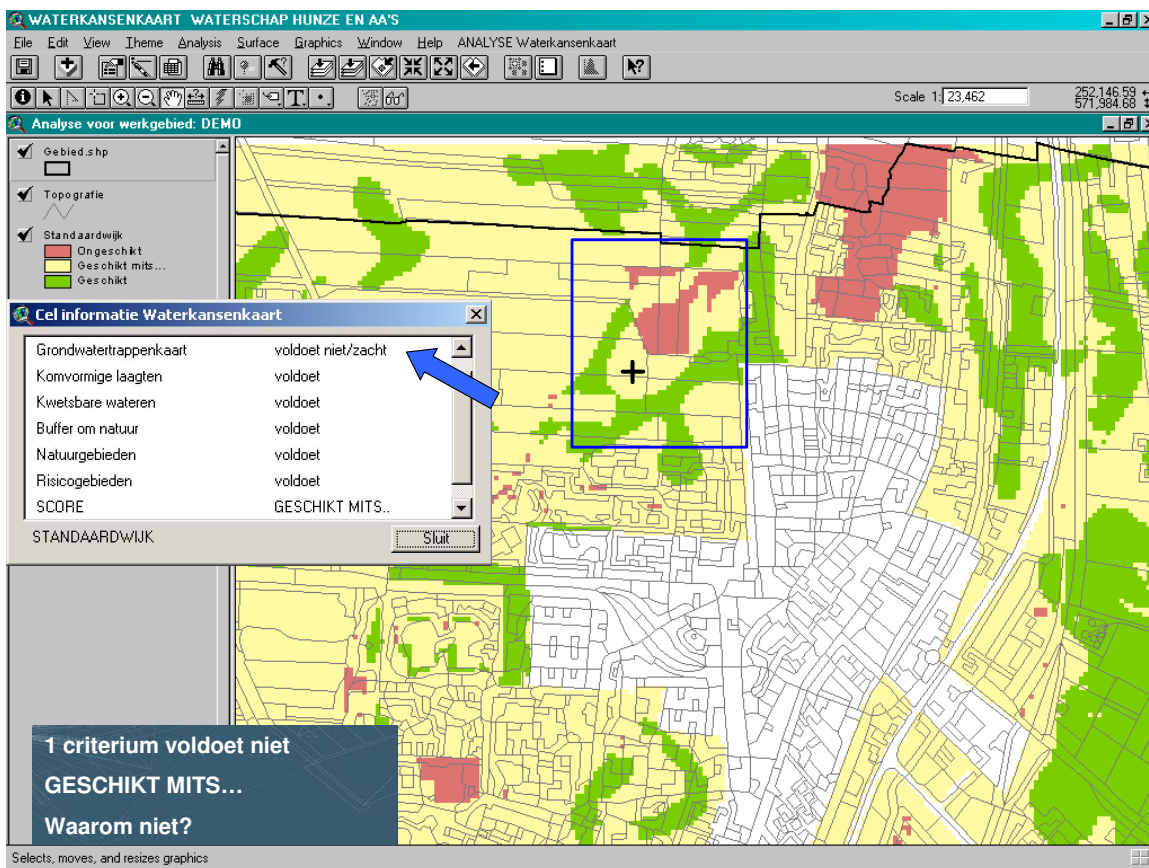 WATERKANSENKAART WATERSCHAP HUNZE EN AA'S
File Edit View Theme Analysis Surface Graphics Window Help ANALYSE Waterkansenkaart
Scale 1: 23,462
252,146.59
571,984.68
Analyse voor werkgebied: DEMO
Gebied.shp
Topografie
Standaardwijk
Ongeschikt
Geschikt mits...
Geschikt
Cel informatie Waterkansenkaart
Grondwatertrappenkaart voldoet niet/zacht
Komvormige laagten voldoet
Kwetsbare wateren voldoet
Buffer om natuur voldoet
Natuurgebieden voldoet
Risicogebieden voldoet
SCORE GESCHIKT MITS..
STANDAARDWIJK Sluit
1 criterium voldoet niet
GESCHIKT MITS…
Waarom niet?
Selects, moves, and resizes graphics